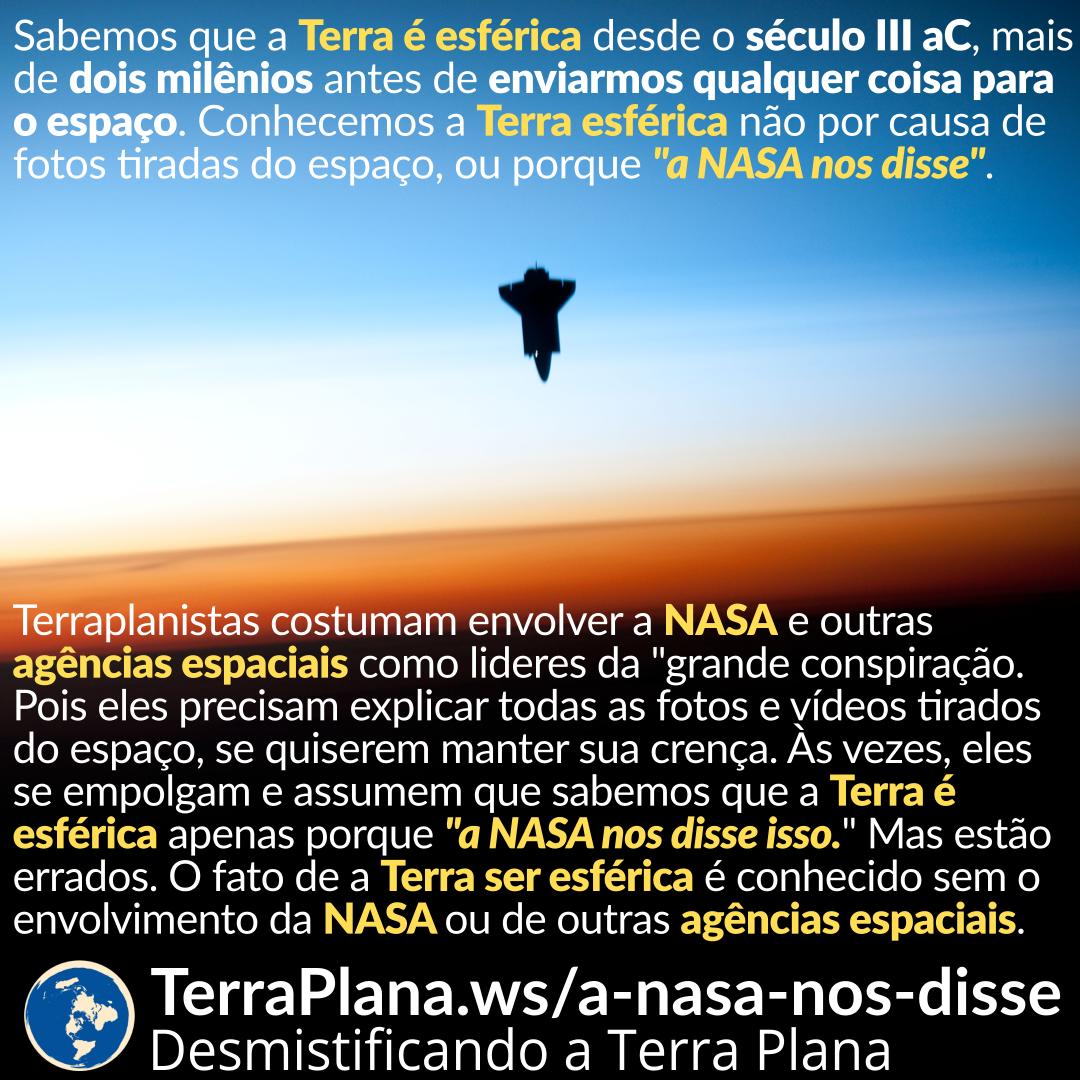 Sabemos que a Terra é esférica desde o século III aC, mais
de dois milênios antes de enviarmos qualquer coisa para
o espaço. Conhecemos a Terra esférica não por causa de
fotos tiradas do espaço, ou porque "a NASA nos disse".
Terraplanistas costumam envolver a NASA e outras
agências espaciais como lideres da "grande conspiração.
Pois eles precisam explicar todas as fotos e vídeos tirados
do espaço, se quiserem manter sua crença. Às vezes, eles
se empolgam e assumem que sabemos que a Terra é
esférica apenas porque "a NASA nos disse isso." Mas estão
errados. O fato de a Terra ser esférica é conhecido sem o
envolvimento da NASA ou de outras agências espaciais.
TerraPlana.ws/a-nasa-nos-disse
Desmistificando a Terra Plana